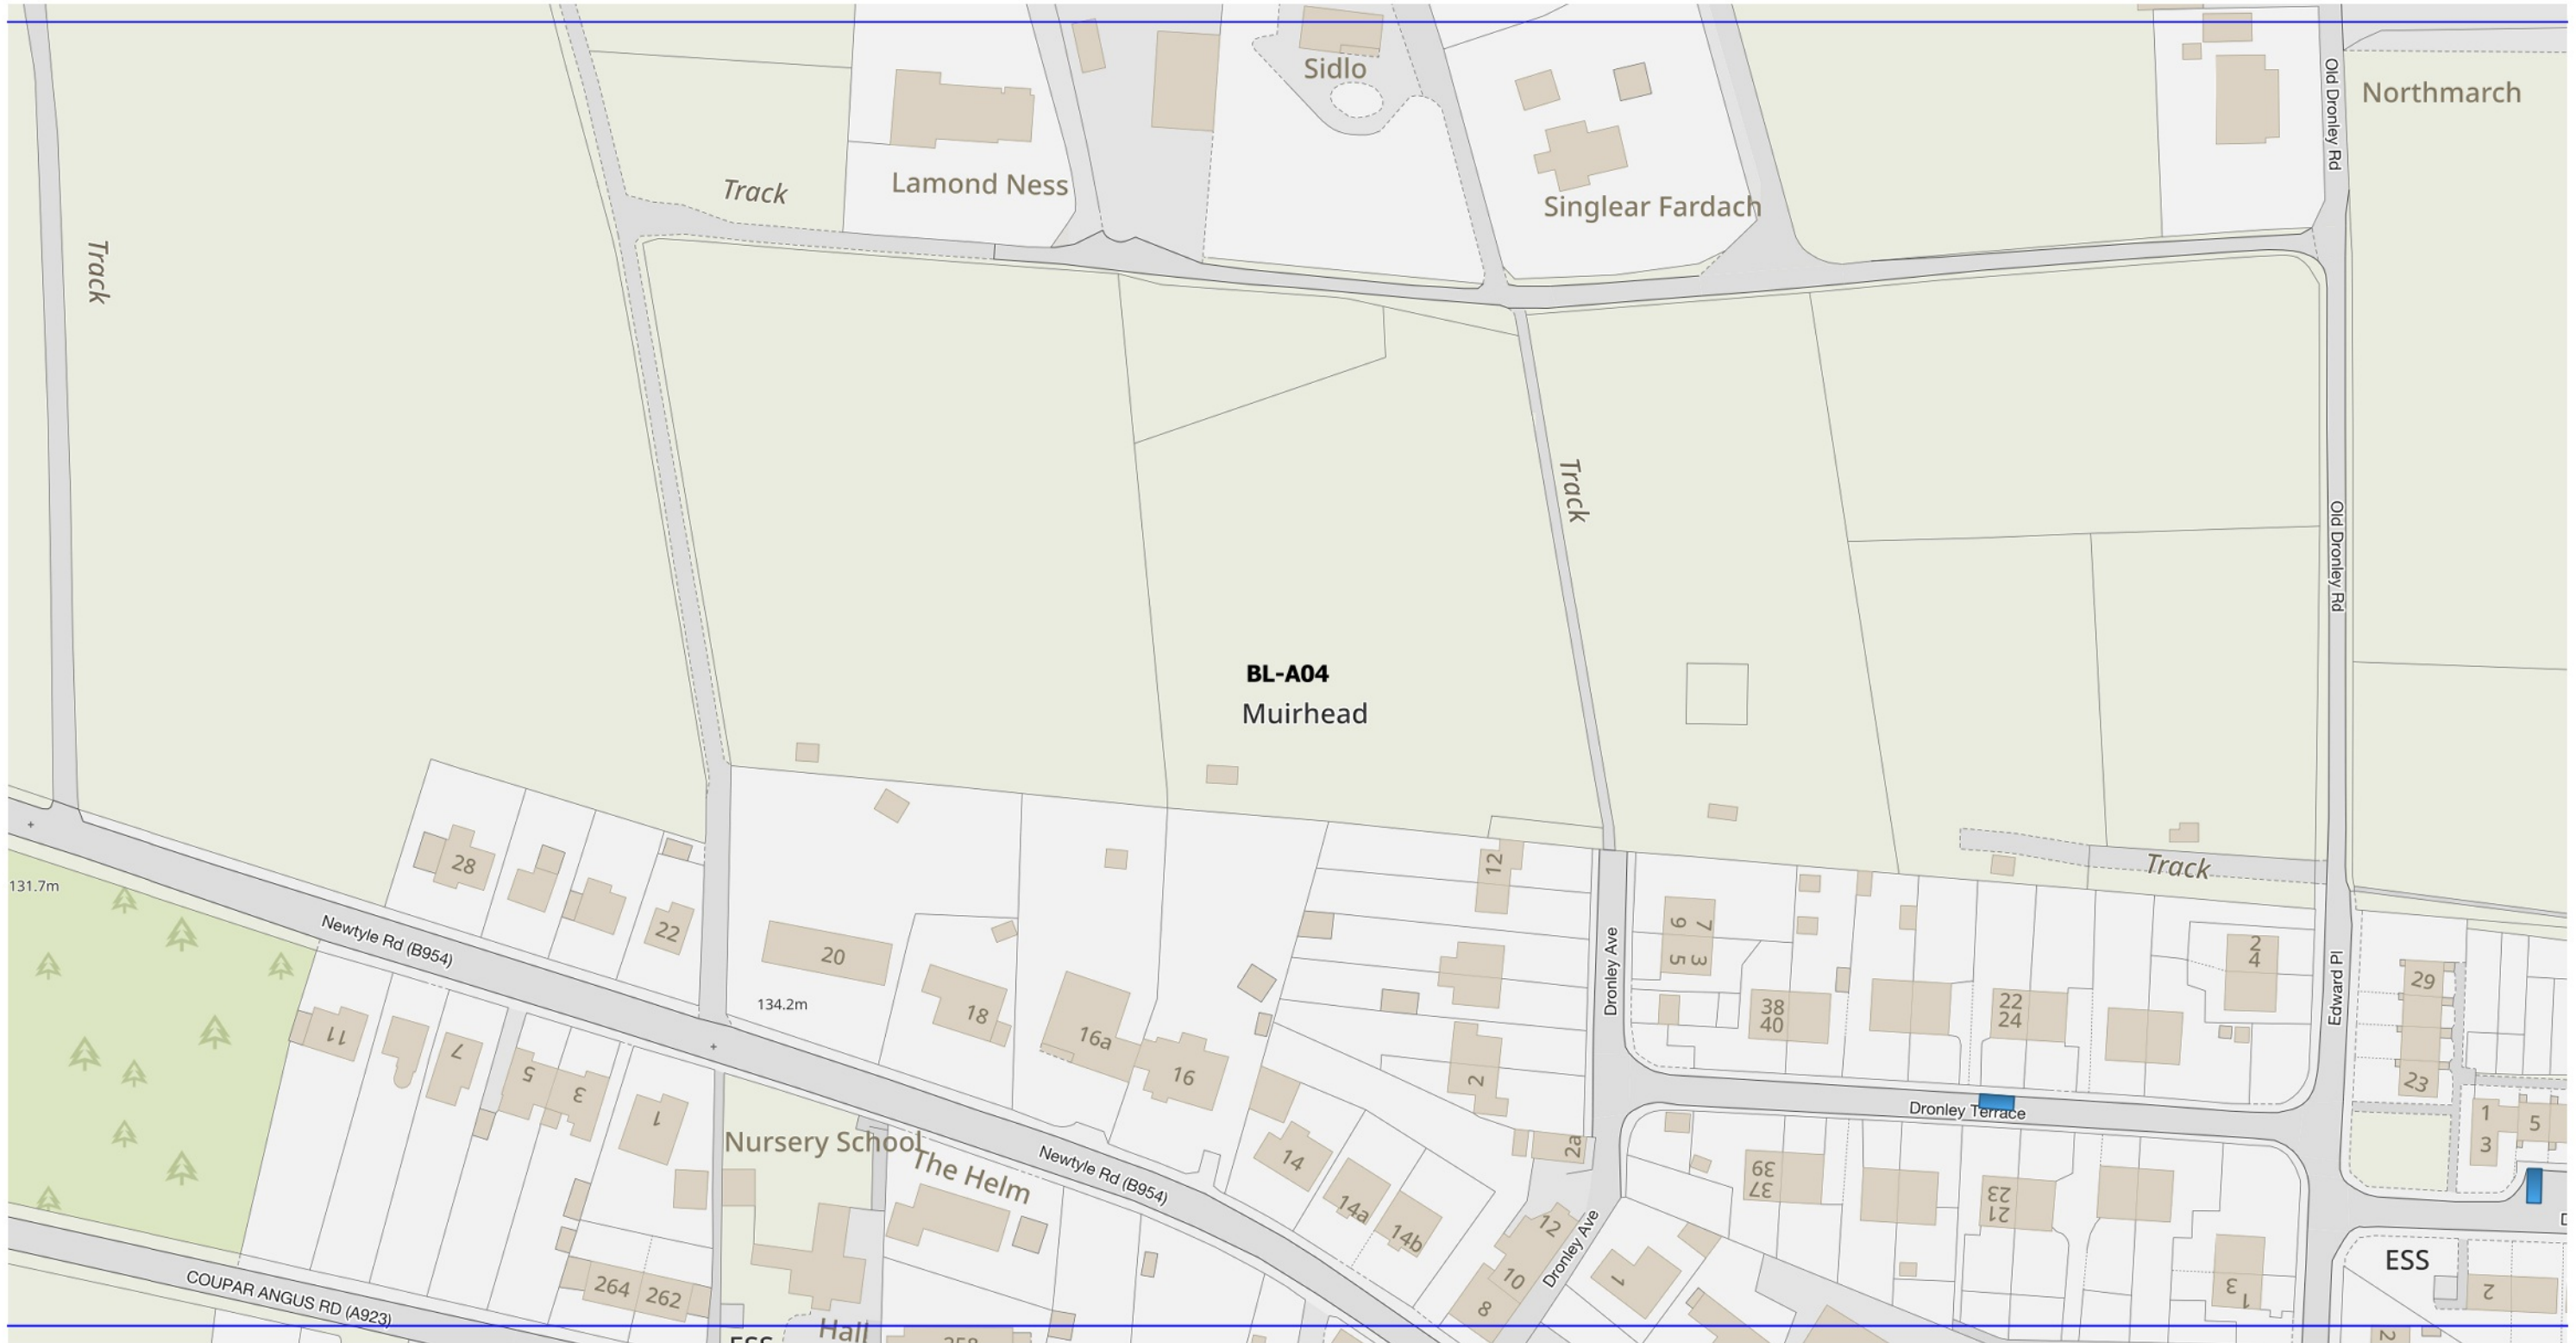 Sidlo
Northmarch
Old Dronley Rd
Track
Lamond Ness
Singlear Fardach
Track
Track
Old Dronley Rd
BL-A04
Muirhead
28
12
Track
131.7m
22
20
7
9
3
5
2
4
Newtyle Rd (B954)
134.2m
18
Dronley Ave
Edward Pl
29
38
40
22
24
11
7
5
3
1
16a
16
2
23
Dronley Terrace
1
3
5
Nursery School
The Helm
Newtyle Rd (B954)
14
14a
14b
2a
39
37
23
21
12
10
8
Dronley Ave
1
ESS
COUPAR ANGUS RD (A923)
264
262
3
1
2
Hall
2